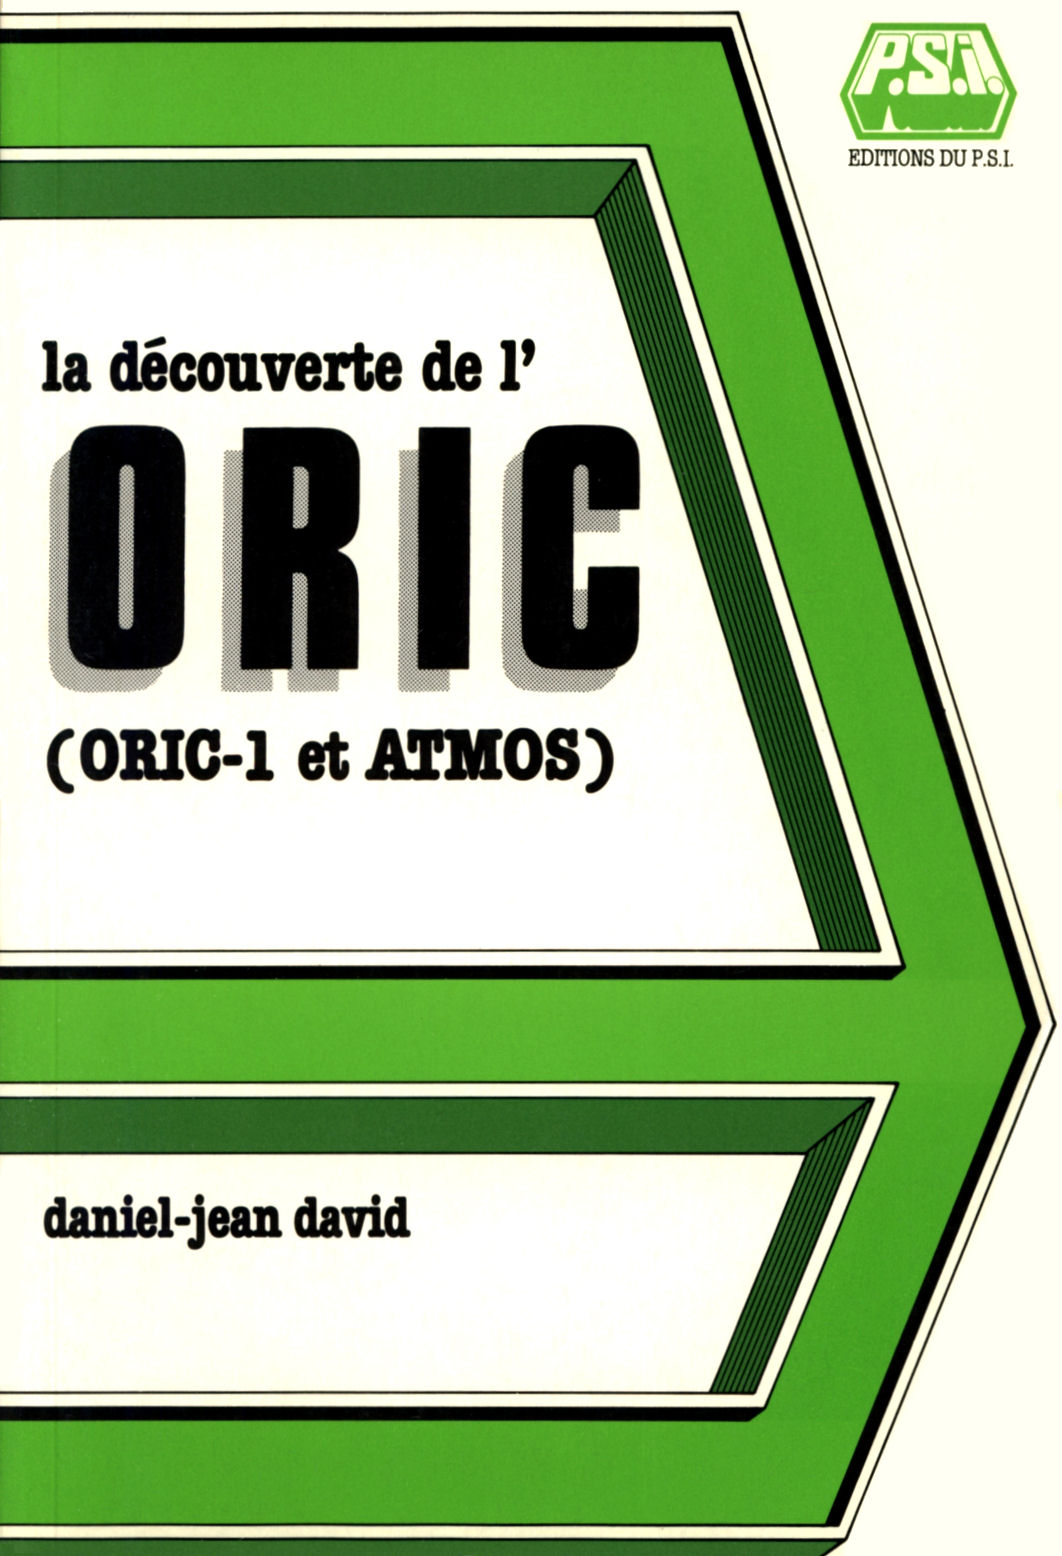 P.S.I.
EDITIONS DU P.S.I.
la découverte de l'
ORIC
(ORIC-1 et ATMOS)
daniel-jean david